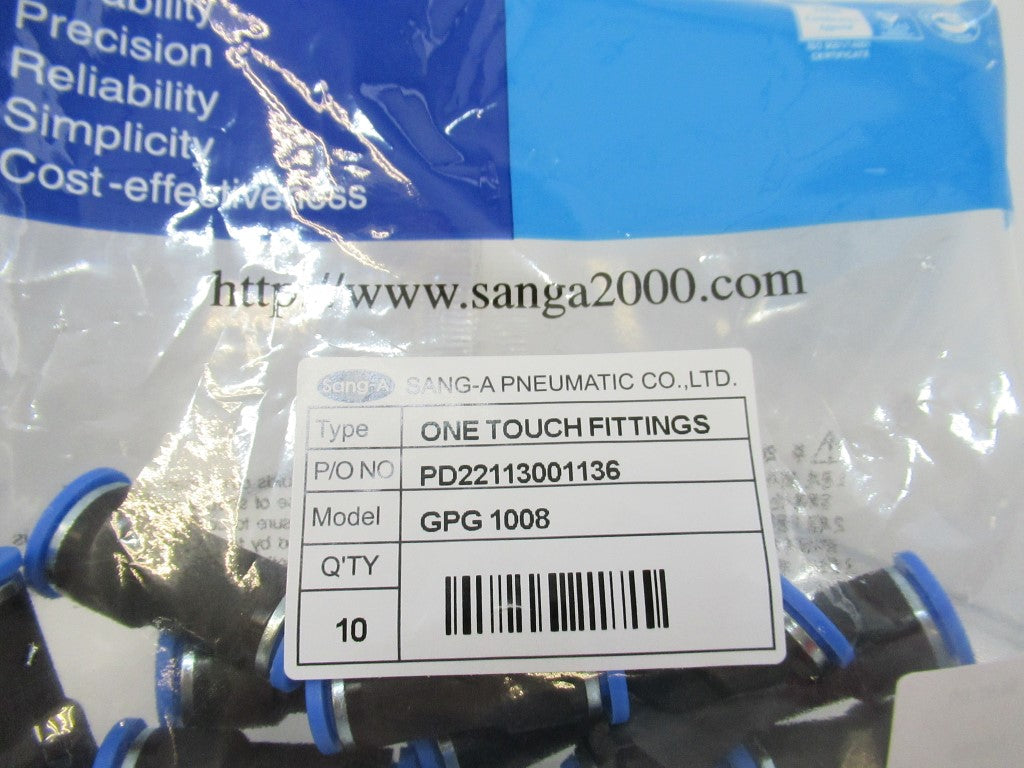 Precision
Reliability
Simplicity
Cost-effectiveness
http://www.sanga2000.com
Sang-A SANG-A PNEUMATIC CO.,LTD.
Type ONE TOUCH FITTINGS
P/O NO PD22113001136
Model GPG 1008
Q'TY
10